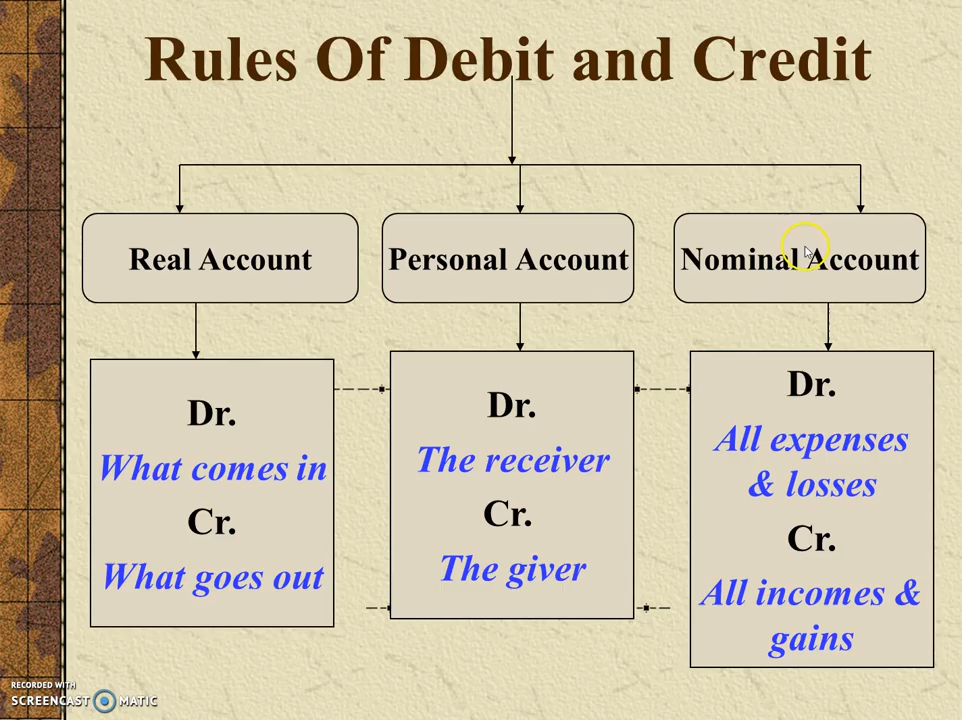 Rules Of Debit and Credit
Real Account
Personal Account
Nominal Account
Dr.
What comes in
Cr.
What goes out
Dr.
The receiver
Cr.
The giver
Dr.
All expenses
& losses
Cr.
All incomes &
gains
RECORDED WITH
SCREENCAST MATIC